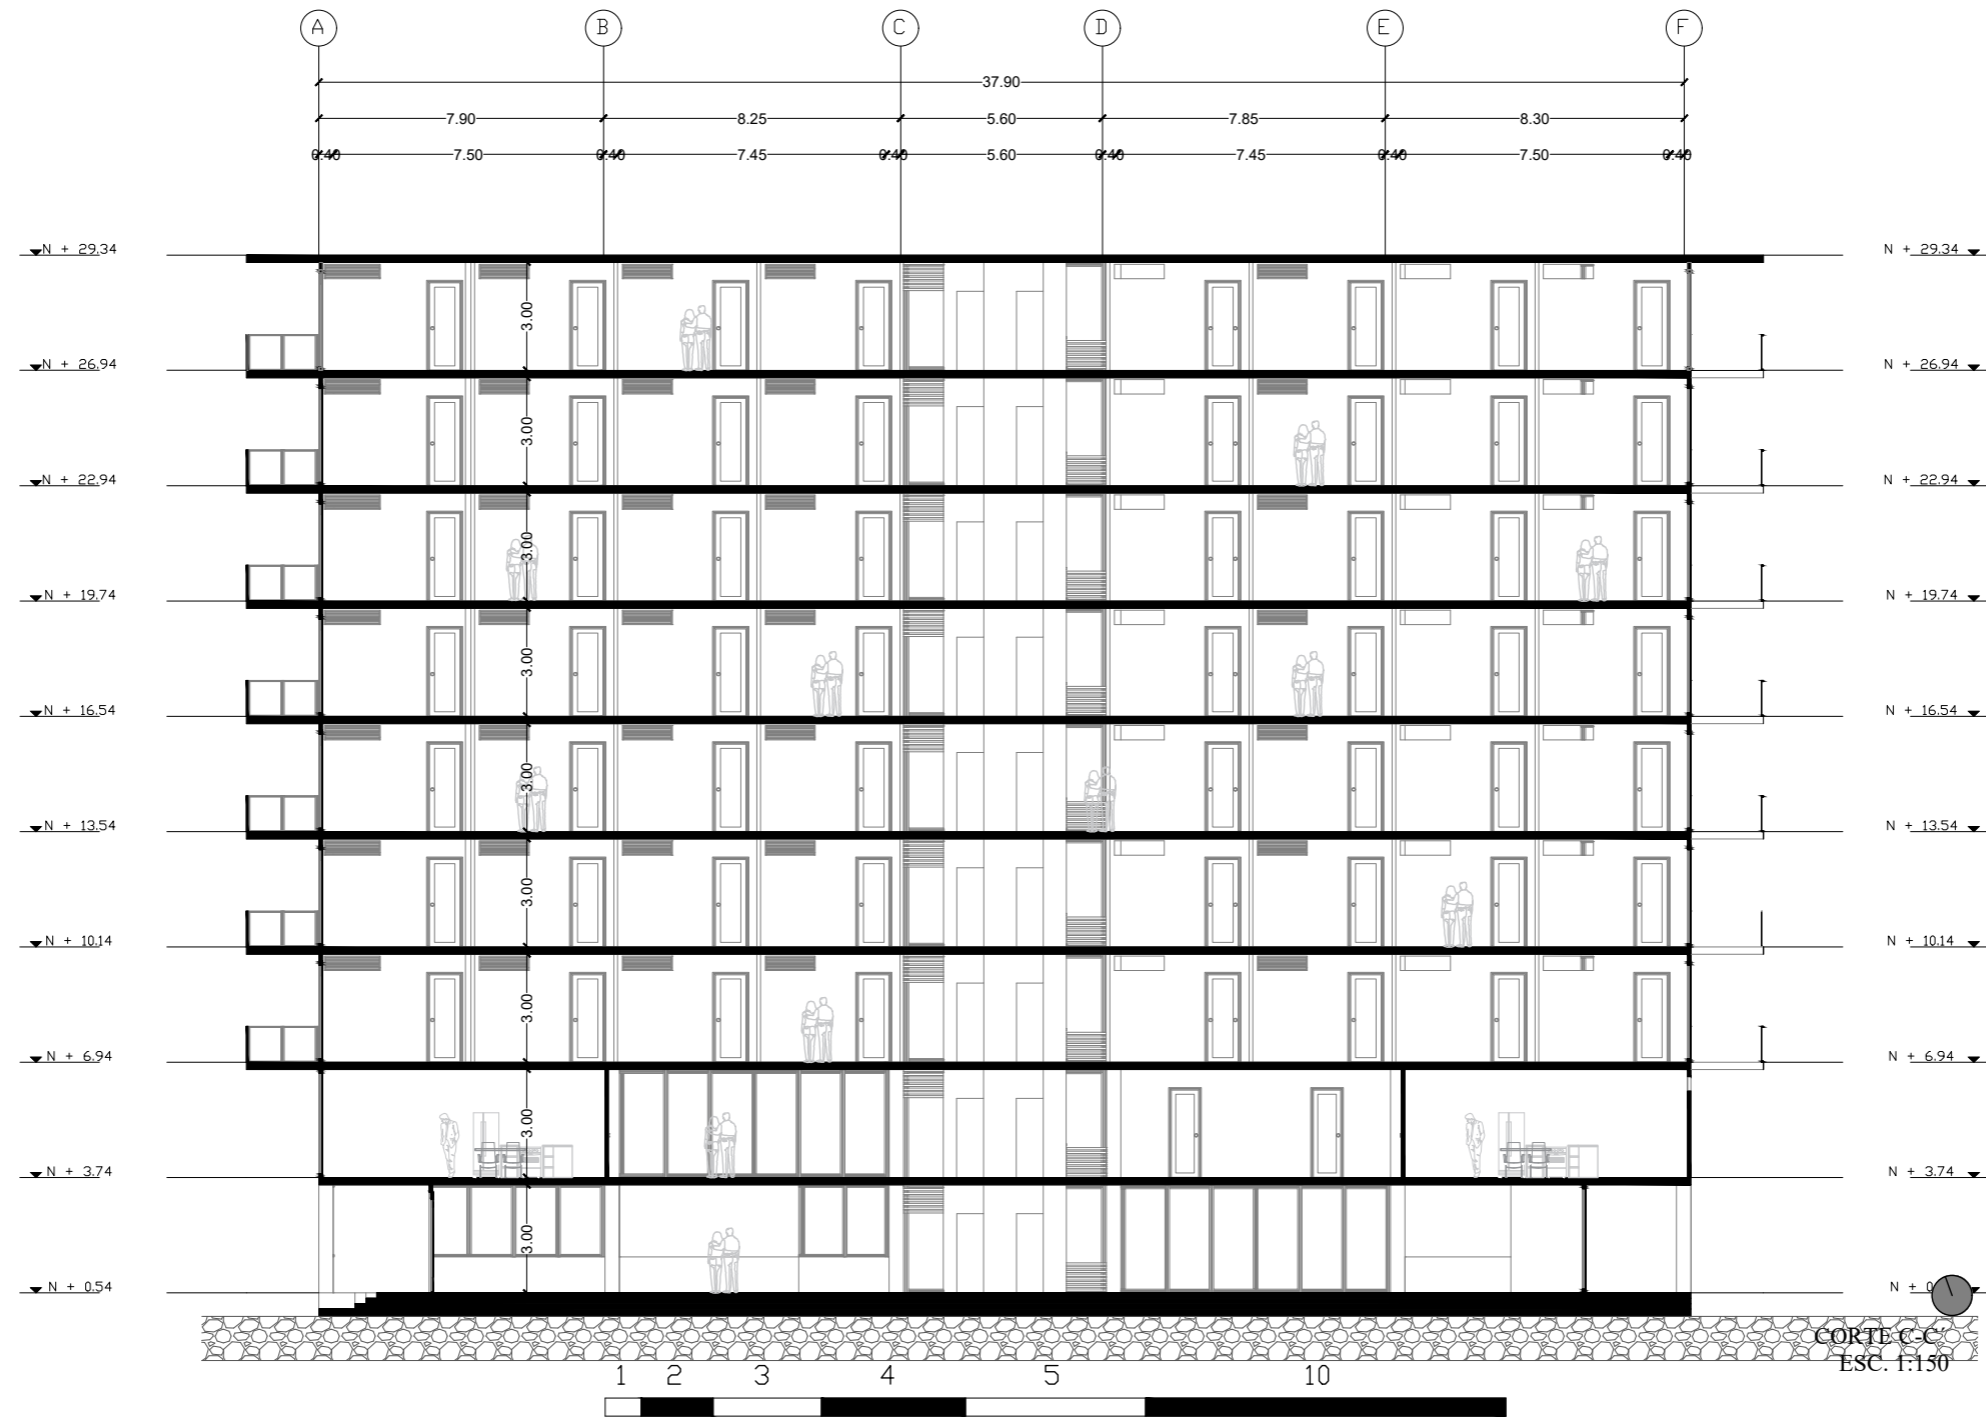 A B C D E F
37.90
7.90 8.25 5.60 7.85 8.30
0.40 7.50 0.40 7.45 0.40 5.60 0.40 7.45 0.40 7.50 0.40
N + 29.34 N + 29.34
3.00
N + 26.94 N + 26.94
3.00
N + 22.94 N + 22.94
3.00
N + 19.74 N + 19.74
3.00
N + 16.54 N + 16.54
3.00
N + 13.54 N + 13.54
3.00
N + 10.14 N + 10.14
3.00
N + 6.94 N + 6.94
3.00
N + 3.74 N + 3.74
3.00
N + 0.54 N + 0
CORTE C-C´
ESC. 1:150
1 2 3 4 5 10